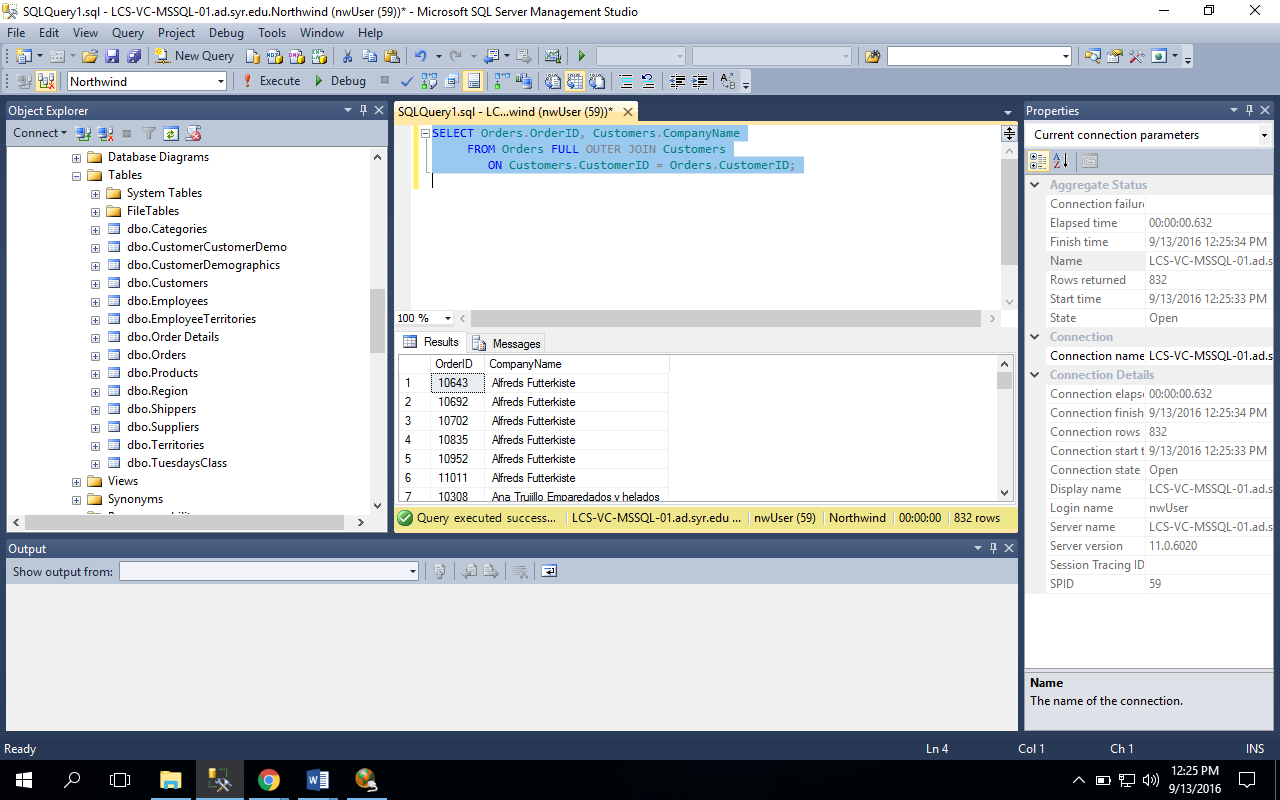 SQLQuery1.sql - LCS-VC-MSSQL-01.ad.syr.edu.Northwind (nwUser (59))* - Microsoft SQL Server Management Studio
File Edit View Query Project Debug Tools Window Help
New Query
Northwind Execute Debug
Object Explorer
Connect
Database Diagrams
Tables
System Tables
FileTables
dbo.Categories
dbo.CustomerCustomerDemo
dbo.CustomerDemographics
dbo.Customers
dbo.Employees
dbo.EmployeeTerritories
dbo.Order Details
dbo.Orders
dbo.Products
dbo.Region
dbo.Shippers
dbo.Suppliers
dbo.Territories
dbo.TuesdaysClass
Views
Synonyms
SQLQuery1.sql - LC...wind (nwUser (59))*
SELECT Orders.OrderID, Customers.CompanyName
FROM Orders FULL OUTER JOIN Customers
ON Customers.CustomerID = Orders.CustomerID;
100 %
Results Messages
OrderID CompanyName
1 10643 Alfreds Futterkiste
2 10692 Alfreds Futterkiste
3 10702 Alfreds Futterkiste
4 10835 Alfreds Futterkiste
5 10952 Alfreds Futterkiste
6 11011 Alfreds Futterkiste
7 10308 Ana Trujillo Emparedados y helados
Query executed success... LCS-VC-MSSQL-01.ad.syr.edu ... nwUser (59) Northwind 00:00:00 832 rows
Properties
Current connection parameters
Aggregate Status
Connection failur
Elapsed time 00:00:00.632
Finish time 9/13/2016 12:25:34 PM
Name LCS-VC-MSSQL-01.ad.s
Rows returned 832
Start time 9/13/2016 12:25:33 PM
State Open
Connection
Connection name LCS-VC-MSSQL-01.ad.s
Connection Details
Connection elaps 00:00:00.632
Connection finish 9/13/2016 12:25:34 PM
Connection rows 832
Connection start t 9/13/2016 12:25:33 PM
Connection state Open
Display name LCS-VC-MSSQL-01.ad.s
Login name nwUser
Server name LCS-VC-MSSQL-01.ad.s
Server version 11.0.6020
Session Tracing ID
SPID 59
Name
The name of the connection.
Output
Show output from:
Ready Ln 4 Col 1 Ch 1 INS
12:25 PM
9/13/2016